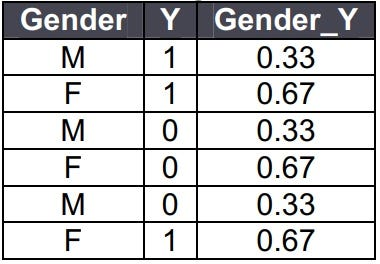 Gender Y Gender_Y
M 1 0.33
F 1 0.67
M 0 0.33
F 0 0.67
M 0 0.33
F 1 0.67